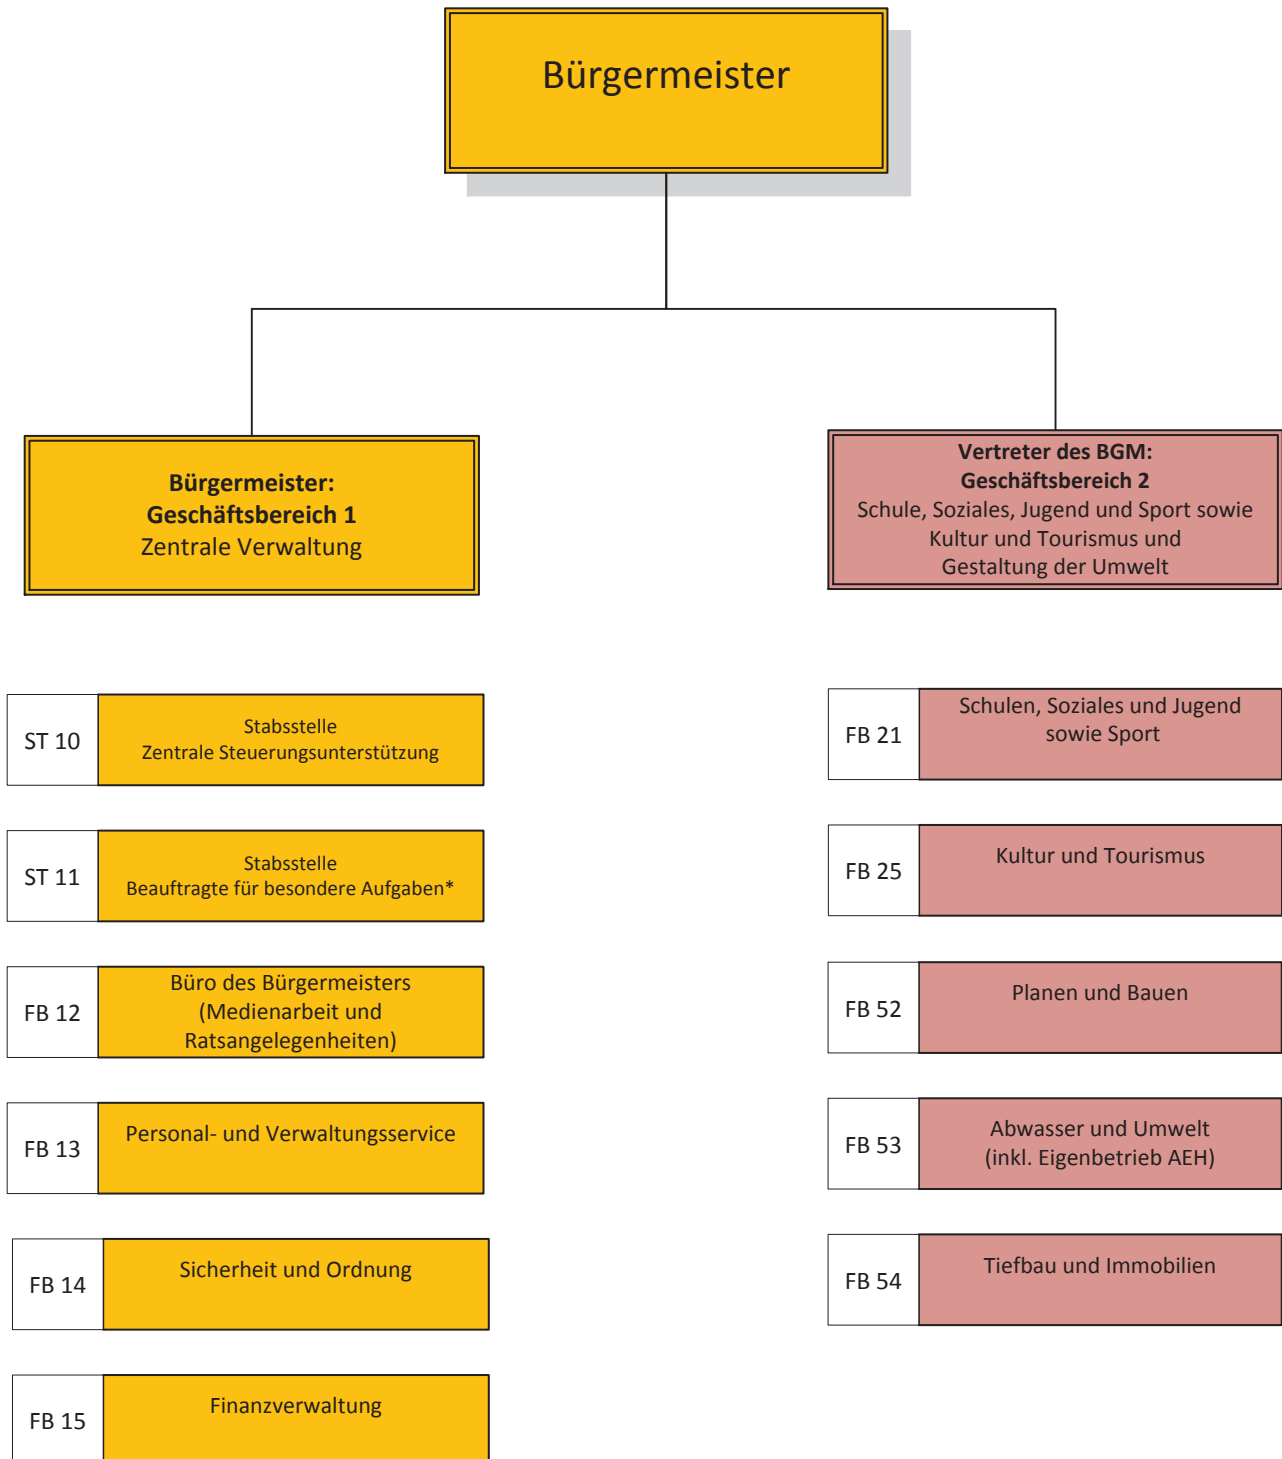 Bürgermeister
Bürgermeister:
Geschäftsbereich 1
Zentrale Verwaltung
Vertreter des BGM:
Geschäftsbereich 2
Schule, Soziales, Jugend und Sport sowie
Kultur und Tourismus und
Gestaltung der Umwelt
ST 10
Stabsstelle
Zentrale Steuerungsunterstützung
ST 11
Stabsstelle
Beauftragte für besondere Aufgaben*
FB 12
Büro des Bürgermeisters
(Medienarbeit und
Ratsangelegenheiten)
FB 13
Personal- und Verwaltungsservice
FB 14
Sicherheit und Ordnung
FB 15
Finanzverwaltung
FB 21
Schulen, Soziales und Jugend
sowie Sport
FB 25
Kultur und Tourismus
FB 52
Planen und Bauen
FB 53
Abwasser und Umwelt
(inkl. Eigenbetrieb AEH)
FB 54
Tiefbau und Immobilien